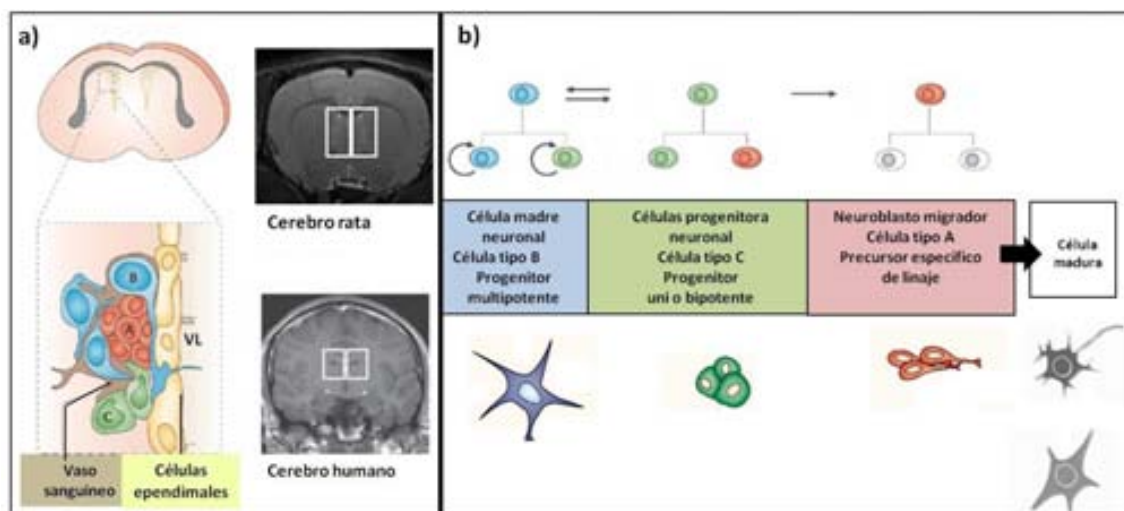 a)
Cerebro rata
B
A
VL
C
Vaso
sanguíneo
Células
ependimales
Cerebro humano
b)
Célula madre
neuronal
Célula tipo B
Progenitor
multipotente
Células progenitora
neuronal
Célula tipo C
Progenitor
uni o bipotente
Neuroblasto migrador
Célula tipo A
Precursor especifico
de linaje
Célula
madura